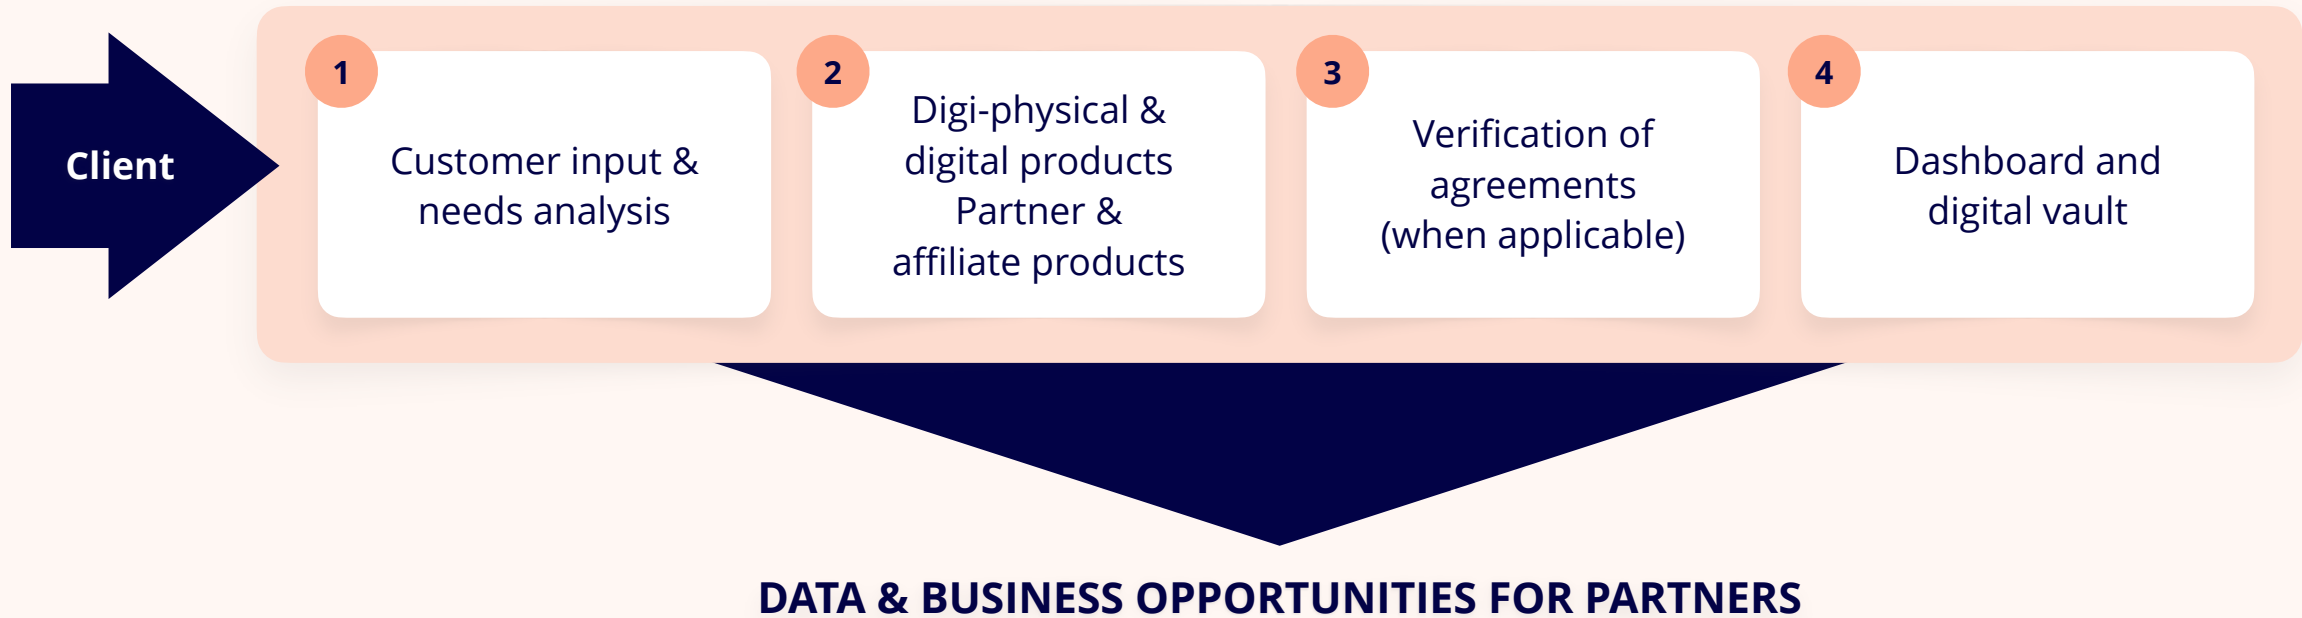 Client
1
Customer input &
needs analysis
2
Digi-physical &
digital products
Partner &
affiliate products
3
Verification of
agreements
(when applicable)
4
Dashboard and
digital vault
DATA & BUSINESS OPPORTUNITIES FOR PARTNERS